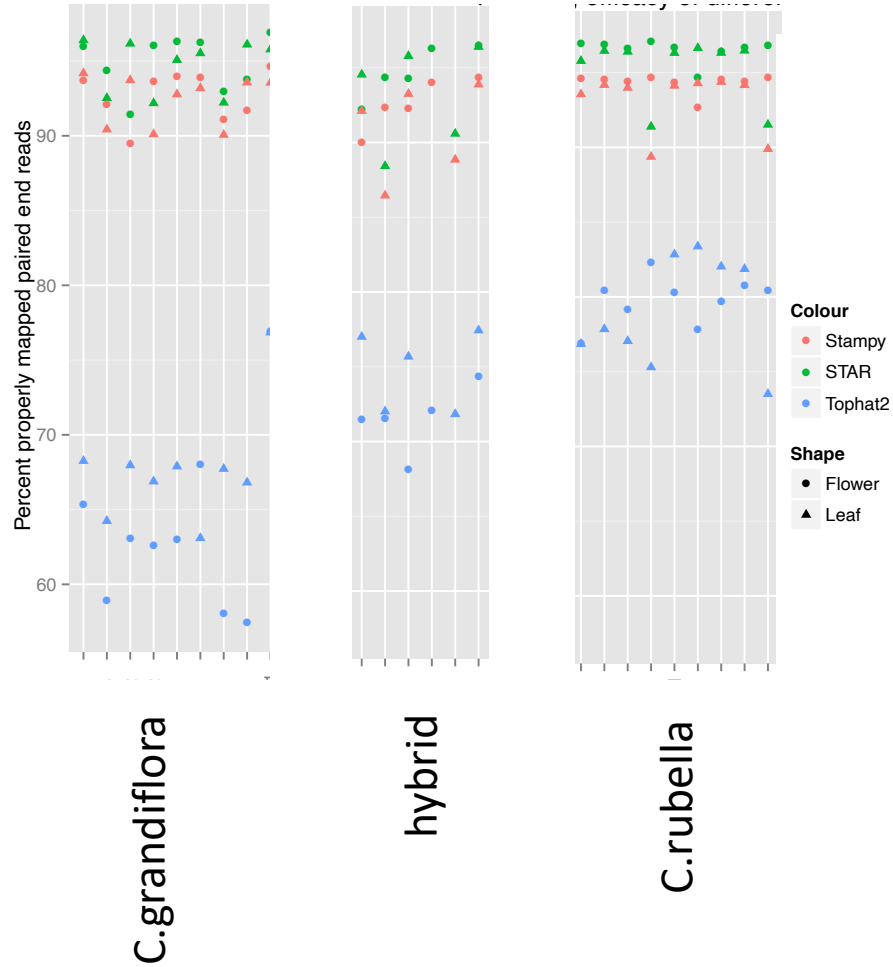 Percent properly mapped paired end reads
90
80
70
60
Colour
Stampy
STAR
Tophat2
Shape
Flower
Leaf
C.grandiflora
hybrid
C.rubella